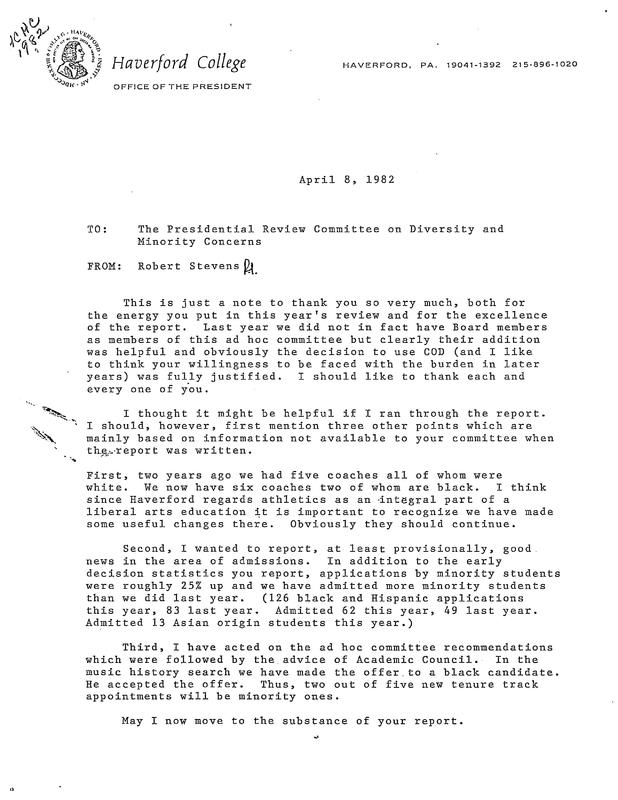 HCHC
1982
Haverford College
HAVERFORD, PA. 19041-1392 215-896-1020
OFFICE OF THE PRESIDENT
April 8, 1982
TO: The Presidential Review Committee on Diversity and
Minority Concerns
FROM: Robert Stevens
This is just a note to thank you so very much, both for
the energy you put in this year's review and for the excellence
of the report. Last year we did not in fact have Board members
as members of this ad hoc committee but clearly their addition
was helpful and obviously the decision to use COD (and I like
to think your willingness to be faced with the burden in later
years) was fully justified. I should like to thank each and
every one of you.
I thought it might be helpful if I ran through the report.
I should, however, first mention three other points which are
mainly based on information not available to your committee when
the report was written.
First, two years ago we had five coaches all of whom were
white. We now have six coaches two of whom are black. I think
since Haverford regards athletics as an integral part of a
liberal arts education it is important to recognize we have made
some useful changes there. Obviously they should continue.
Second, I wanted to report, at least provisionally, good
news in the area of admissions. In addition to the early
decision statistics you report, applications by minority students
were roughly 25% up and we have admitted more minority students
than we did last year. (126 black and Hispanic applications
this year, 83 last year. Admitted 62 this year, 49 last year.
Admitted 13 Asian origin students this year.)
Third, I have acted on the ad hoc committee recommendations
which were followed by the advice of Academic Council. In the
music history search we have made the offer to a black candidate.
He accepted the offer. Thus, two out of five new tenure track
appointments will be minority ones.
May I now move to the substance of your report.